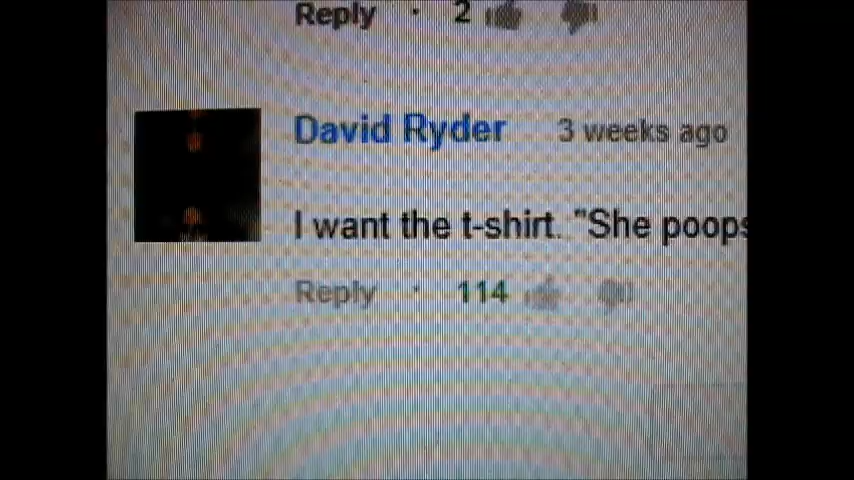 Reply · 2
David Ryder 3 weeks ago
I want the t-shirt. "She poops
Reply · 114